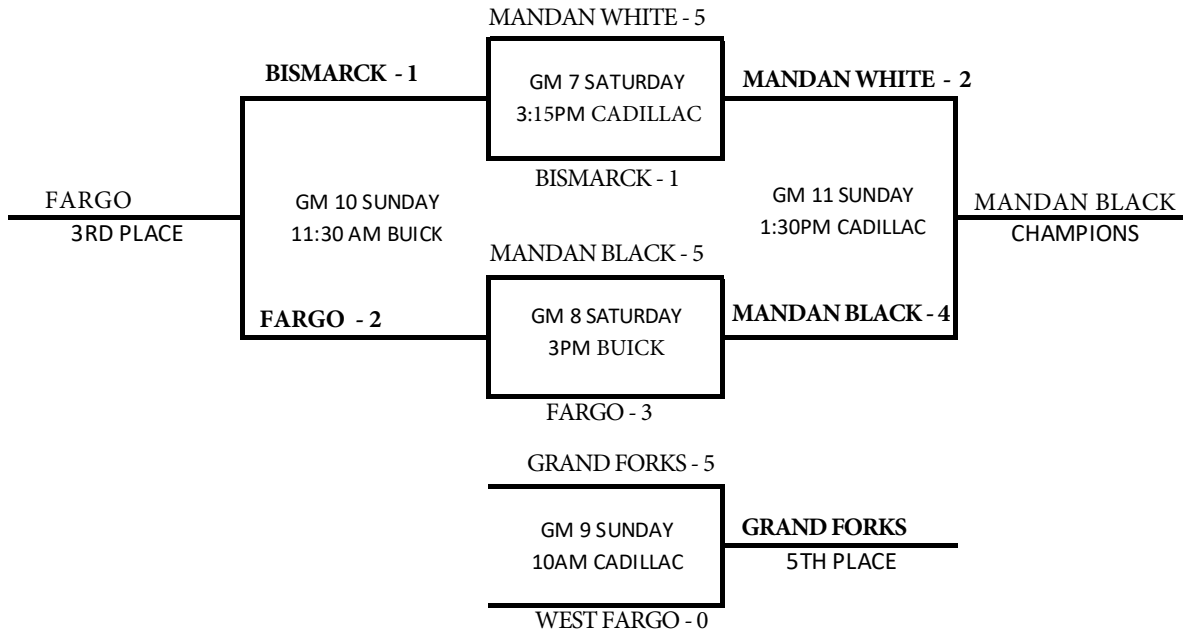 MANDAN WHITE - 5
BISMARCK - 1
GM 7 SATURDAY
3:15PM CADILLAC
MANDAN WHITE - 2
BISMARCK - 1
FARGO
3RD PLACE
GM 10 SUNDAY
11:30 AM BUICK
GM 11 SUNDAY
1:30PM CADILLAC
MANDAN BLACK
CHAMPIONS
MANDAN BLACK - 5
FARGO - 2
GM 8 SATURDAY
3PM BUICK
MANDAN BLACK - 4
FARGO - 3
GRAND FORKS - 5
GM 9 SUNDAY
10AM CADILLAC
GRAND FORKS
5TH PLACE
WEST FARGO - 0